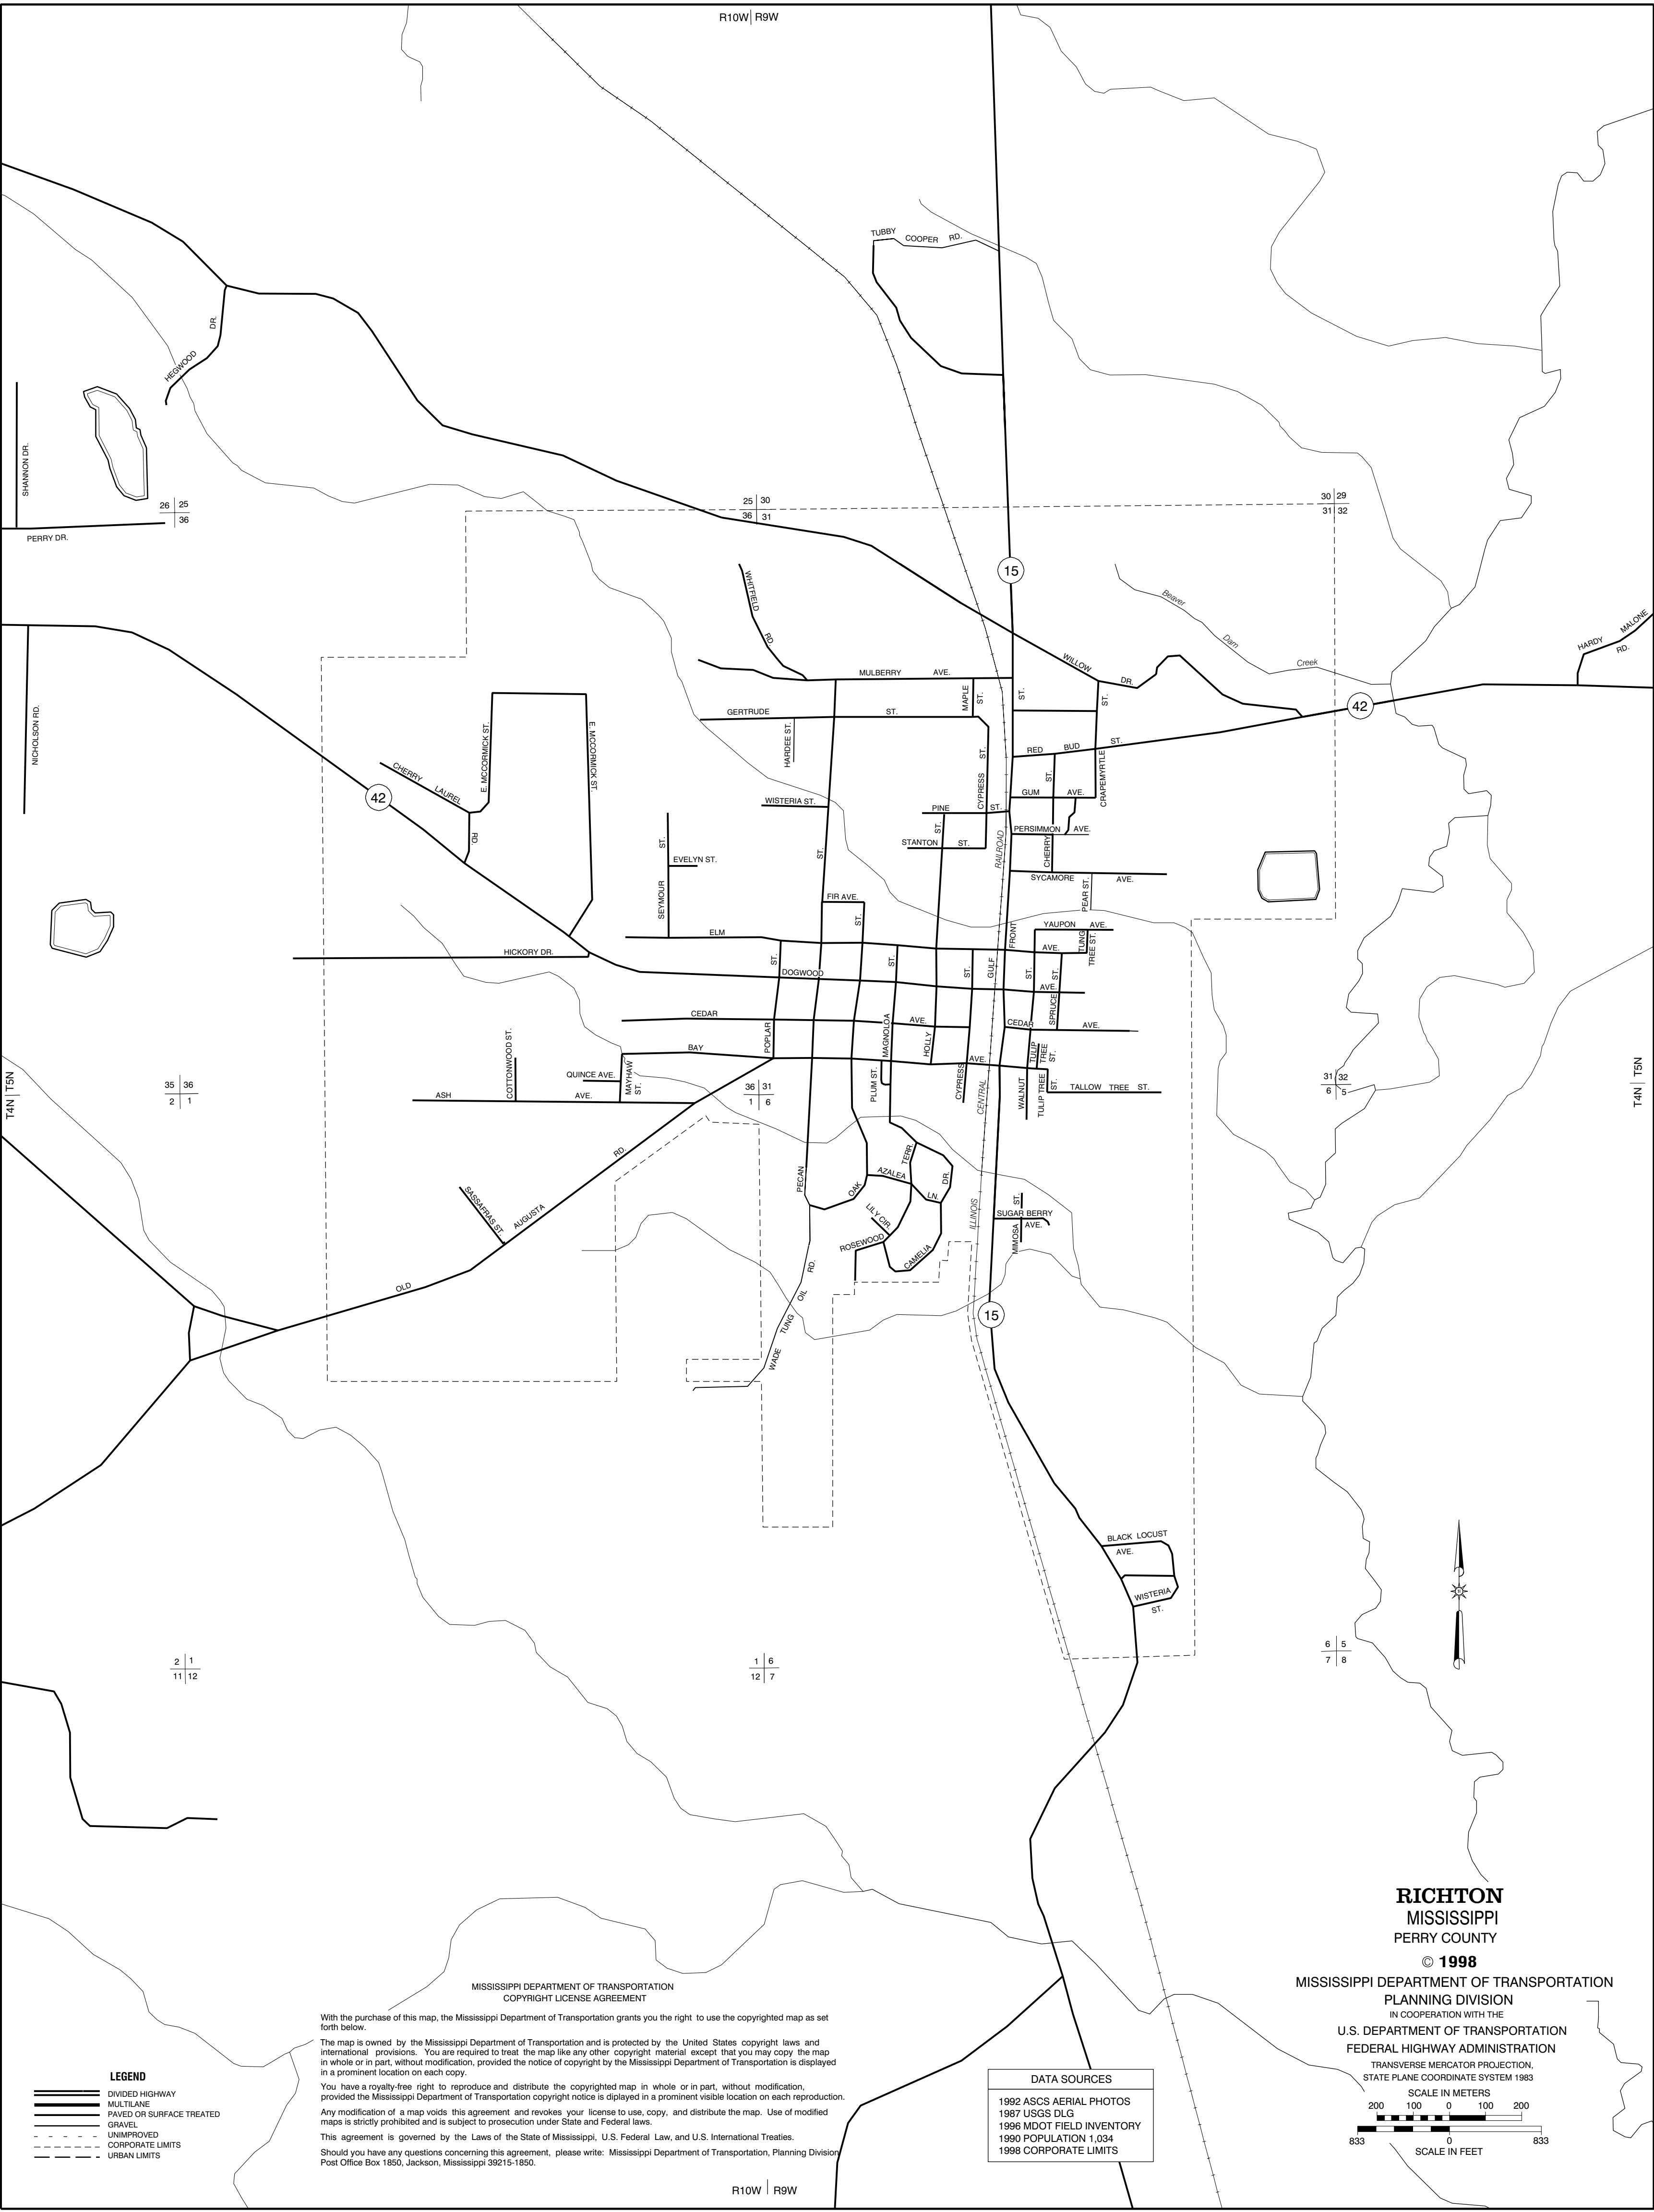 R10W R9W
TUBBY COOPER RD.
HEGWOOD DR.
SHANNON DR.
26 25
36
PERRY DR.
25 30
36 31
30 29
31 32
15
WHITFIELD RD.
Beaver Dam Creek
HARDY MALONE RD.
WILLOW DR.
MULBERRY AVE.
42
NICHOLSON RD.
GERTRUDE ST.
MAPLE ST.
ST.
ST.
HARDEE ST.
E. MCCORMICK ST.
E. MCCORMICK ST.
RED BUD ST.
CHERRY LAUREL RD.
42
CYPRESS ST.
CRAPEMYRTLE
GUM AVE.
ST.
WISTERIA ST.
PINE ST.
PERSIMMON AVE.
STANTON ST.
ST.
CHERRY
RAILROAD
EVELYN ST.
SEYMOUR ST.
ST.
SYCAMORE AVE.
PEAR ST.
FIR AVE.
ST.
YAUPON AVE.
FRONT
ELM AVE.
TUNG TREE ST.
HICKORY DR.
ST.
ST.
ST.
GULF
ST.
ST.
DOGWOOD AVE.
SPRUCE
CEDAR AVE.
CEDAR AVE.
POPLAR
MAGNOLOA
HOLLY
BAY AVE.
TULIP TREE ST.
COTTONWOOD ST.
QUINCE AVE.
MAYHAW ST.
PLUM ST.
CYPRESS
CENTRAL
WALNUT
TULIP TREE ST.
TALLOW TREE ST.
ASH AVE.
T5N
T4N
35 36
2 1
36 31
1 6
31 32
6 5
T5N
T4N
PECAN
OAK
AZALEA LN.
TERR.
DR.
LILY CIR.
ROSEWOOD
CAMELIA
ILLINOIS
SUGAR BERRY AVE.
MIMOSA ST.
SASSAFRAS ST.
OLD AUGUSTA RD.
WADE TUNG OIL RD.
15
BLACK LOCUST
AVE.
WISTERIA
ST.
2 1
11 12
1 6
12 7
6 5
7 8
RICHTON
MISSISSIPPI
PERRY COUNTY
© 1998
MISSISSIPPI DEPARTMENT OF TRANSPORTATION
PLANNING DIVISION
IN COOPERATION WITH THE
U.S. DEPARTMENT OF TRANSPORTATION
FEDERAL HIGHWAY ADMINISTRATION
TRANSVERSE MERCATOR PROJECTION,
STATE PLANE COORDINATE SYSTEM 1983
SCALE IN METERS
200 100 0 100 200
833 0 833
SCALE IN FEET
MISSISSIPPI DEPARTMENT OF TRANSPORTATION
COPYRIGHT LICENSE AGREEMENT
With the purchase of this map, the Mississippi Department of Transportation grants you the right to use the copyrighted map as set
forth below.
The map is owned by the Mississippi Department of Transportation and is protected by the United States copyright laws and
international provisions. You are required to treat the map like any other copyright material except that you may copy the map
in whole or in part, without modification, provided the notice of copyright by the Mississippi Department of Transportation is displayed
in a prominent location on each copy.
You have a royalty-free right to reproduce and distribute the copyrighted map in whole or in part, without modification,
provided the Mississippi Department of Transportation copyright notice is diplayed in a prominent visible location on each reproduction.
Any modification of a map voids this agreement and revokes your license to use, copy, and distribute the map. Use of modified
maps is strictly prohibited and is subject to prosecution under State and Federal laws.
This agreement is governed by the Laws of the State of Mississippi, U.S. Federal Law, and U.S. International Treaties.
Should you have any questions concerning this agreement, please write: Mississippi Department of Transportation, Planning Division
Post Office Box 1850, Jackson, Mississippi 39215-1850.
LEGEND
DIVIDED HIGHWAY
MULTILANE
PAVED OR SURFACE TREATED
GRAVEL
UNIMPROVED
CORPORATE LIMITS
URBAN LIMITS
DATA SOURCES
1992 ASCS AERIAL PHOTOS
1987 USGS DLG
1996 MDOT FIELD INVENTORY
1990 POPULATION 1,034
1998 CORPORATE LIMITS
R10W R9W